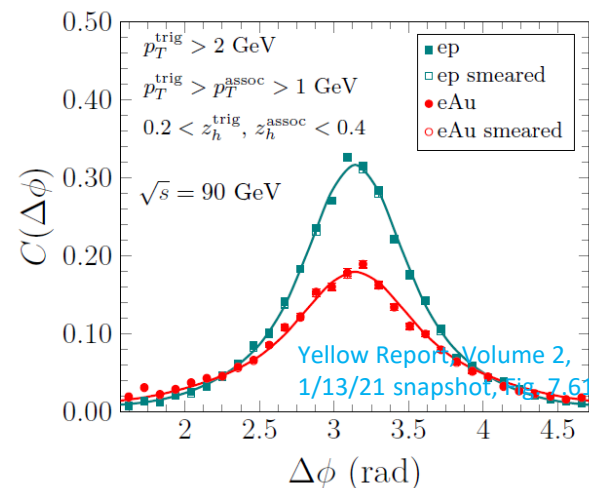 0.50
0.40
0.30
0.20
0.10
0.00
C(Δϕ)
p_T^trig > 2 GeV
p_T^trig > p_T^assoc > 1 GeV
0.2 < z_h^trig, z_h^assoc < 0.4
√s = 90 GeV
ep
ep smeared
eAu
eAu smeared
Yellow Report, Volume 2,
1/13/21 snapshot, Fig. 7.61
2 2.5 3 3.5 4 4.5
Δϕ (rad)